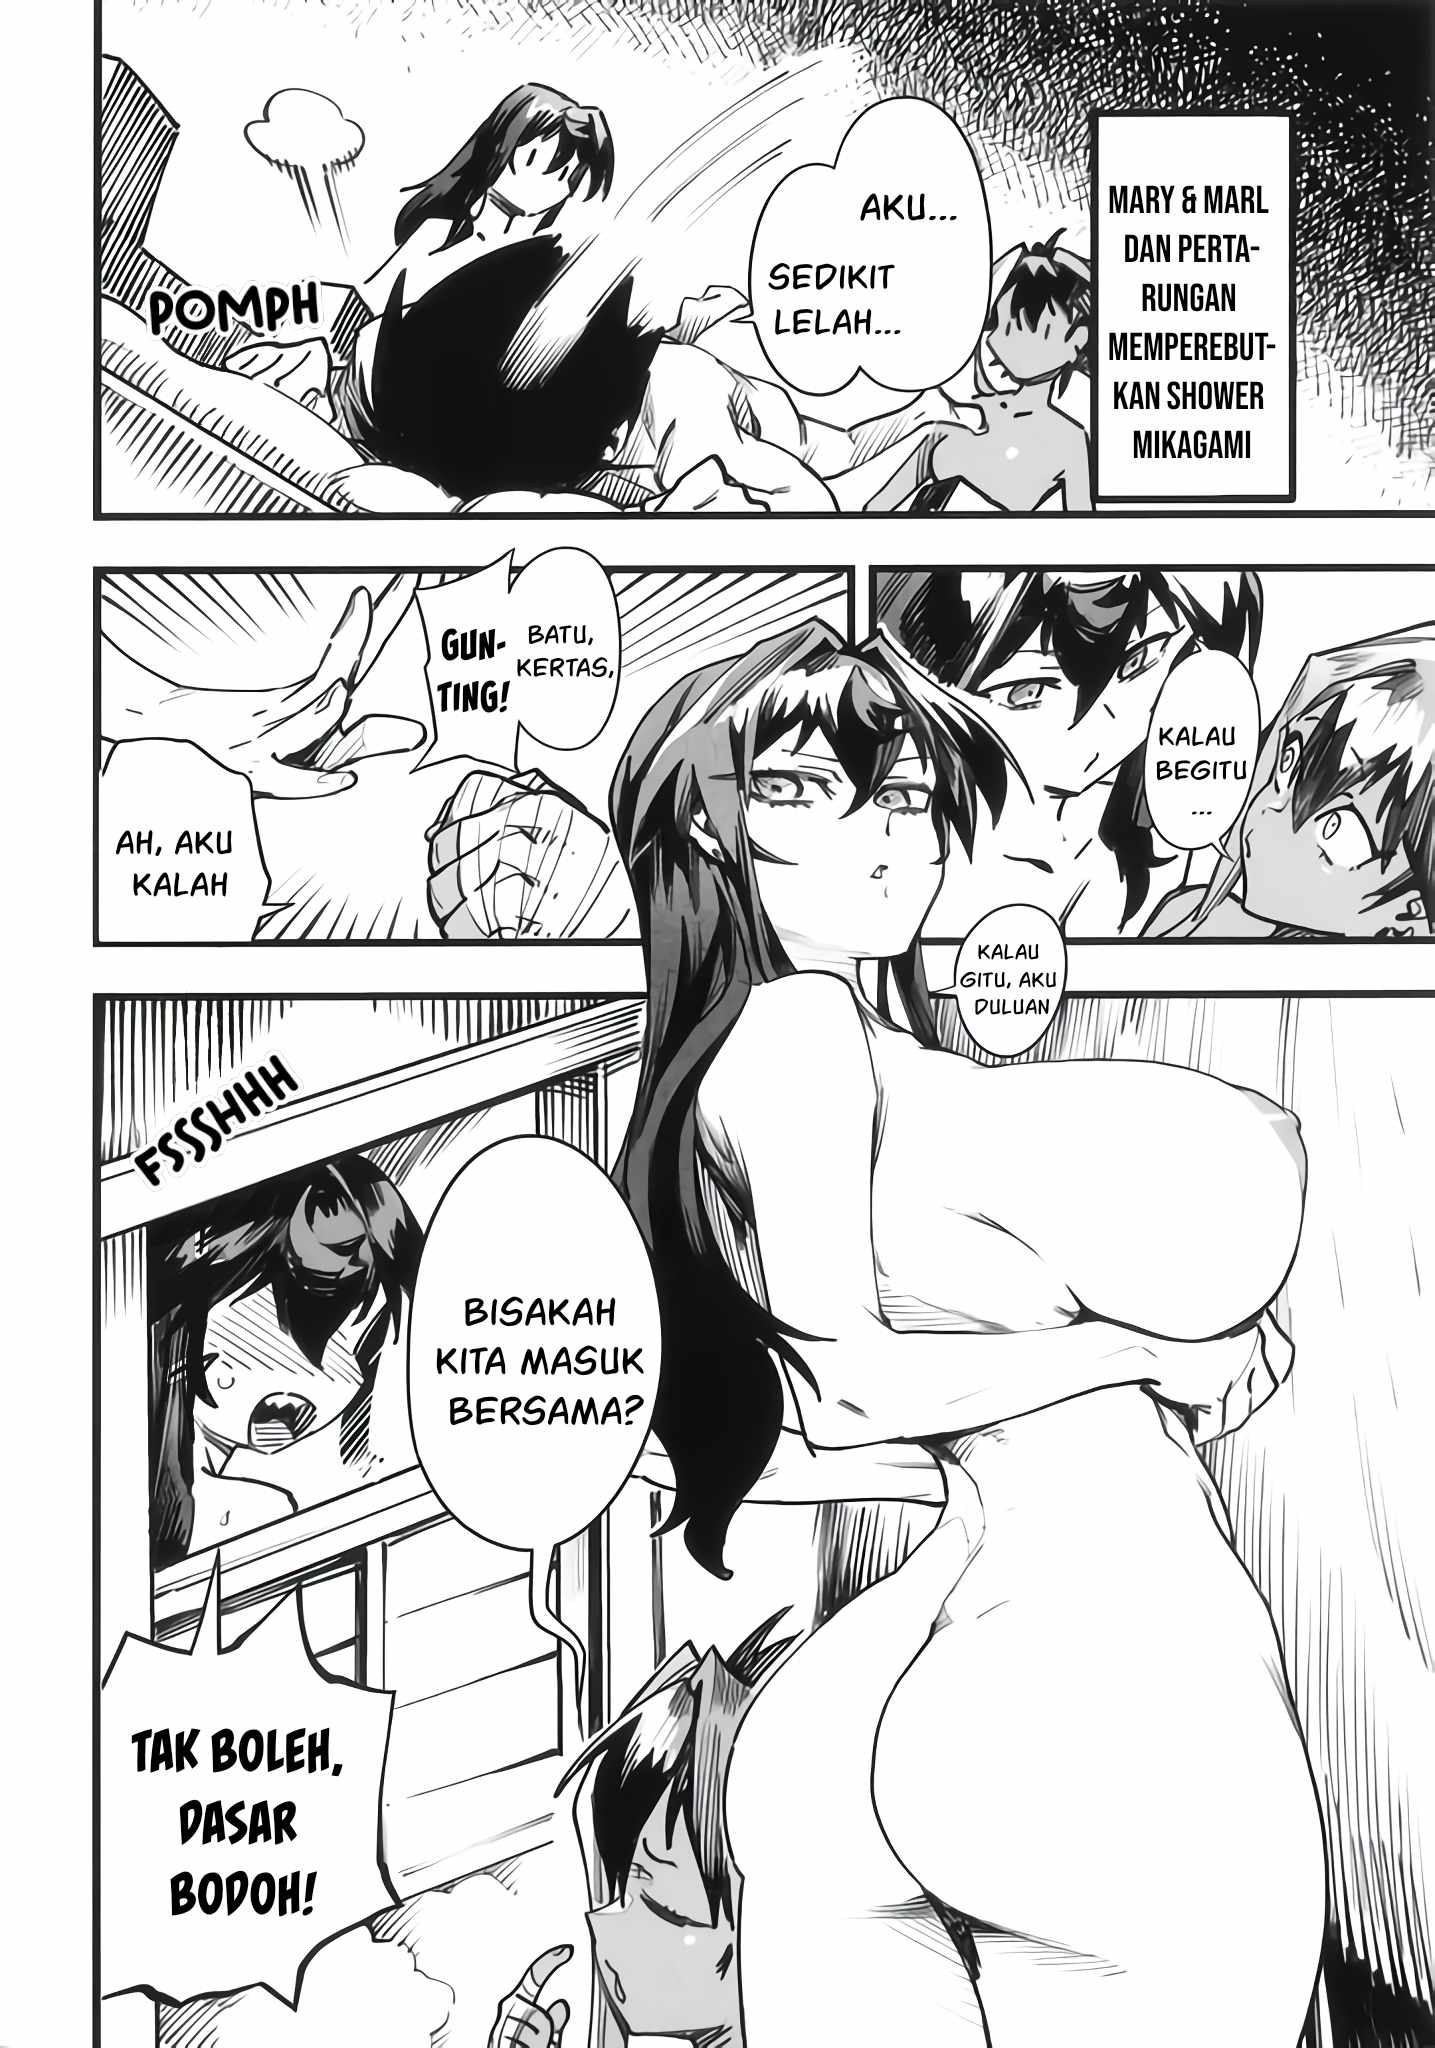 MARY & MARL
DAN PERTA-
RUNGAN
MEMPEREBUT-
KAN SHOWER
MIKAGAMI
AKU...
SEDIKIT
LELAH...
POMPH
KALAU
BEGITU
...
BATU,
KERTAS,
GUN-
TING!
AH, AKU
KALAH
KALAU
GITU, AKU
DULUAN
FSSSHHH
BISAKAH
KITA MASUK
BERSAMA?
TAK BOLEH,
DASAR
BODOH!